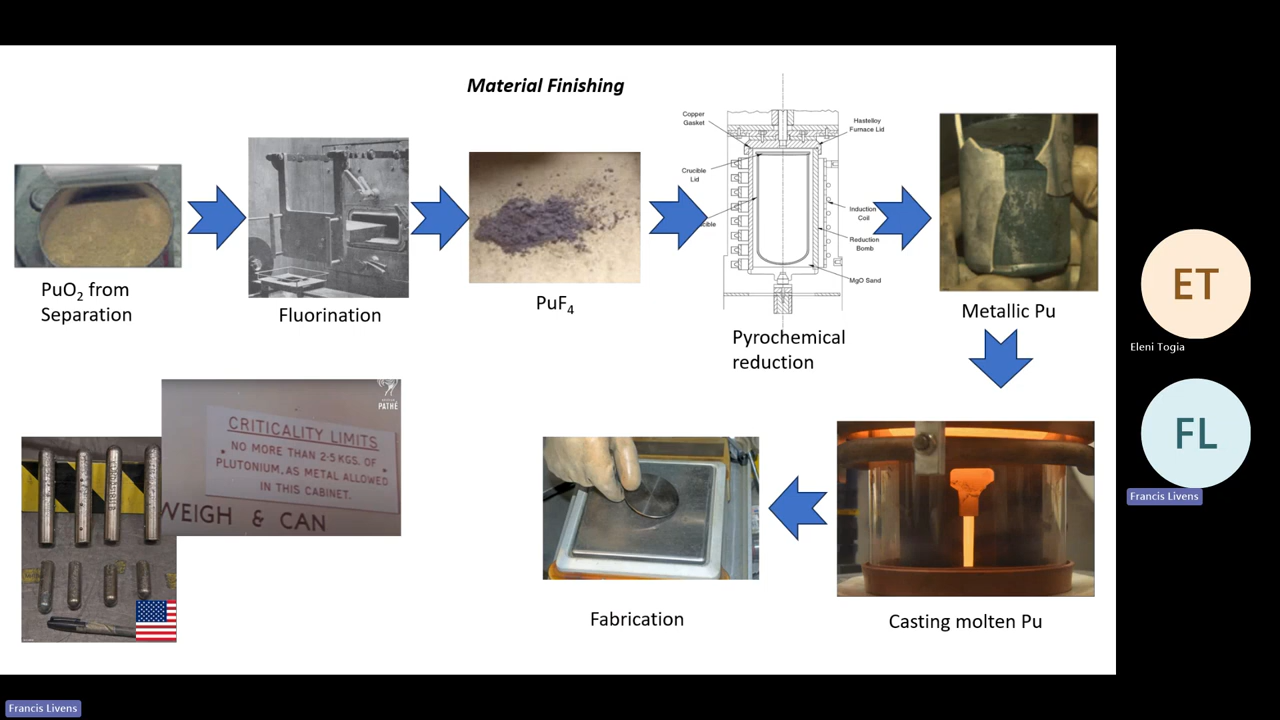 Material Finishing
Copper
Gasket
Hastelloy
Furnace Lid
Crucible
Lid
Induction
Coil
Reduction
Bomb
MgO Sand
PuO2 from
Separation
Fluorination
PuF4
Pyrochemical
reduction
Metallic Pu
PATHÉ
CRITICALITY LIMITS
NO MORE THAN 2·5 KGS. OF
PLUTONIUM. AS METAL ALLOWED
IN THIS CABINET.
WEIGH & CAN
Fabrication
Casting molten Pu
ET
Eleni Togia
FL
Francis Livens
Francis Livens